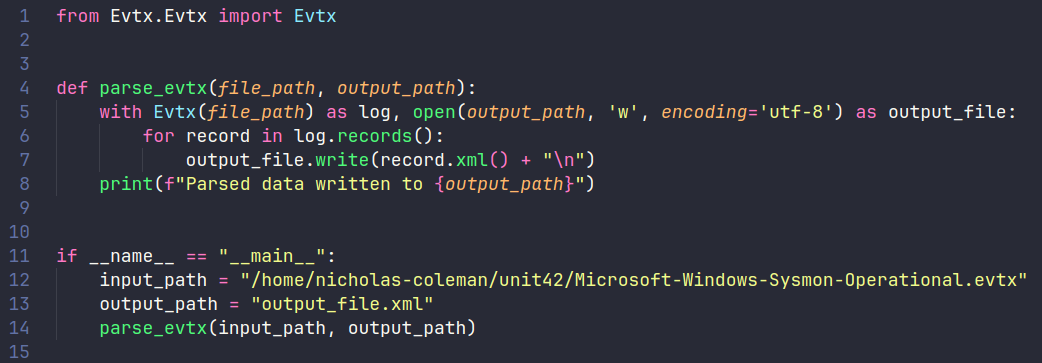 1 from Evtx.Evtx import Evtx
2
3
4 def parse_evtx(file_path, output_path):
5     with Evtx(file_path) as log, open(output_path, 'w', encoding='utf-8') as output_file:
6         for record in log.records():
7             output_file.write(record.xml() + "\n")
8     print(f"Parsed data written to {output_path}")
9
10
11 if __name__ == "__main__":
12     input_path = "/home/nicholas-coleman/unit42/Microsoft-Windows-Sysmon-Operational.evtx"
13     output_path = "output_file.xml"
14     parse_evtx(input_path, output_path)
15